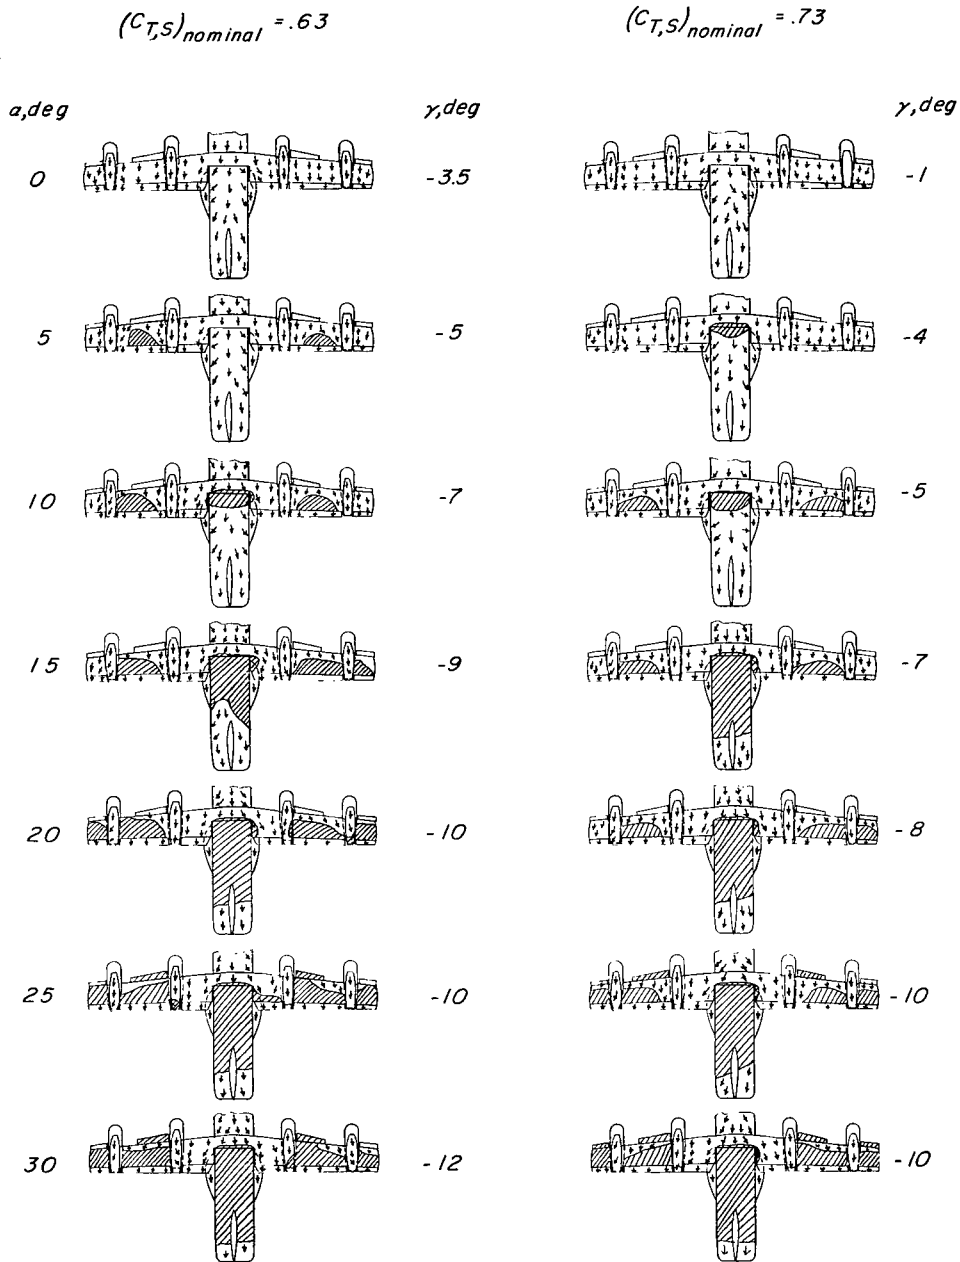 (C_T,S)_nominal = .63 (C_T,S)_nominal = .73
α,deg γ,deg γ,deg
0 -3.5 -1
5 -5 -4
10 -7 -5
15 -9 -7
20 -10 -8
25 -10 -10
30 -12 -10